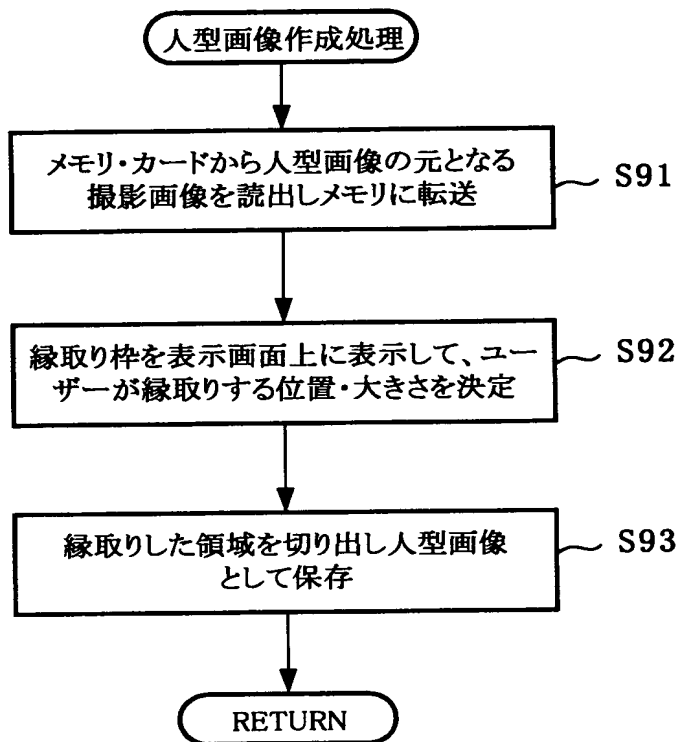 人型画像作成処理
メモリ・カードから人型画像の元となる
撮影画像を読出しメモリに転送
S91
縁取り枠を表示画面上に表示して、ユー
ザーが縁取りする位置・大きさを決定
S92
縁取りした領域を切り出し人型画像
として保存
S93
RETURN